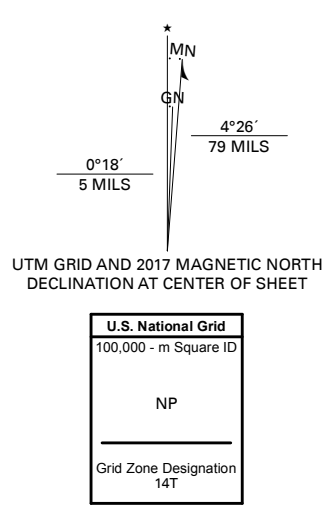 ★
MN
GN
4°26´
79 MILS
0°18´
5 MILS
UTM GRID AND 2017 MAGNETIC NORTH
DECLINATION AT CENTER OF SHEET
U.S. National Grid
100,000 - m Square ID
NP
Grid Zone Designation
14T